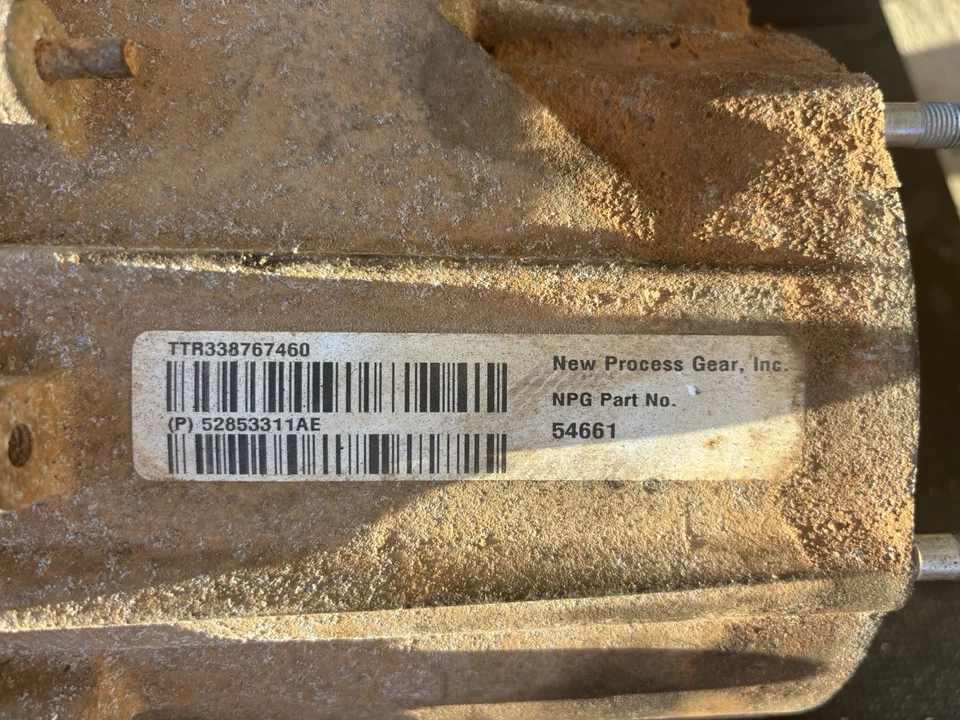 TTR338767460
(P) 52853311AE
New Process Gear, Inc.
NPG Part No.
54661